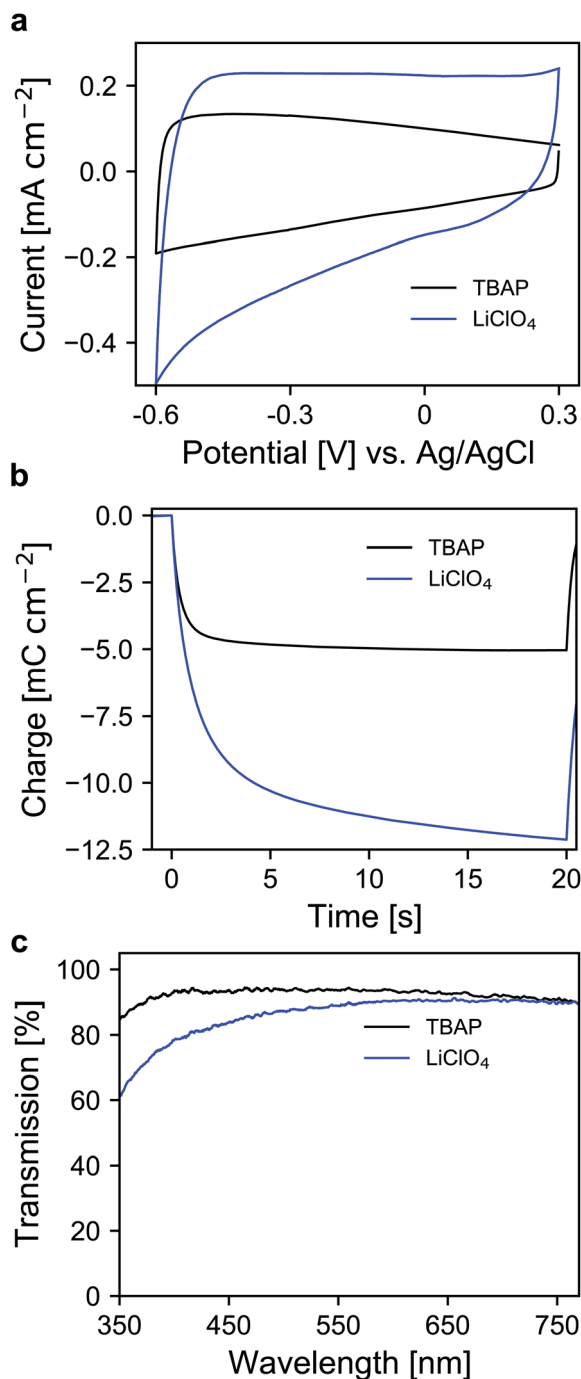 a
0.2
0.0
−0.2
−0.4
Current [mA cm⁻²]
TBAP
LiClO₄
-0.6 -0.3 0 0.3
Potential [V] vs. Ag/AgCl
b
0.0
−2.5
−5.0
−7.5
−10.0
−12.5
Charge [mC cm⁻²]
TBAP
LiClO₄
0 5 10 15 20
Time [s]
c
100
80
60
40
20
0
Transmission [%]
TBAP
LiClO₄
350 450 550 650 750
Wavelength [nm]